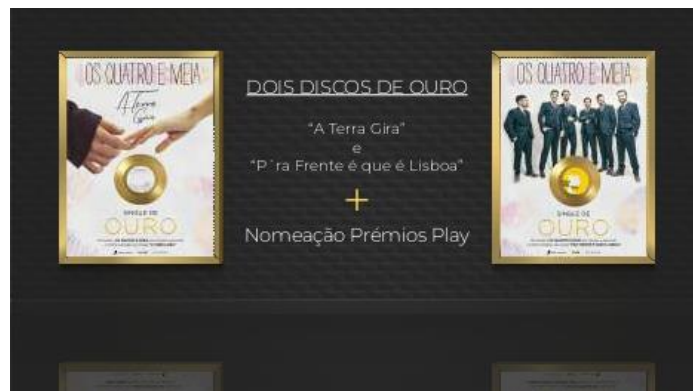 OS QUATRO E MEIA
A Terra
Gira
SINGLE DE
OURO
DOIS DISCOS DE OURO
“A Terra Gira”
e
“P´ra Frente é que é Lisboa”
+
Nomeação Prémios Play
OS QUATRO E MEIA
SINGLE DE
OURO